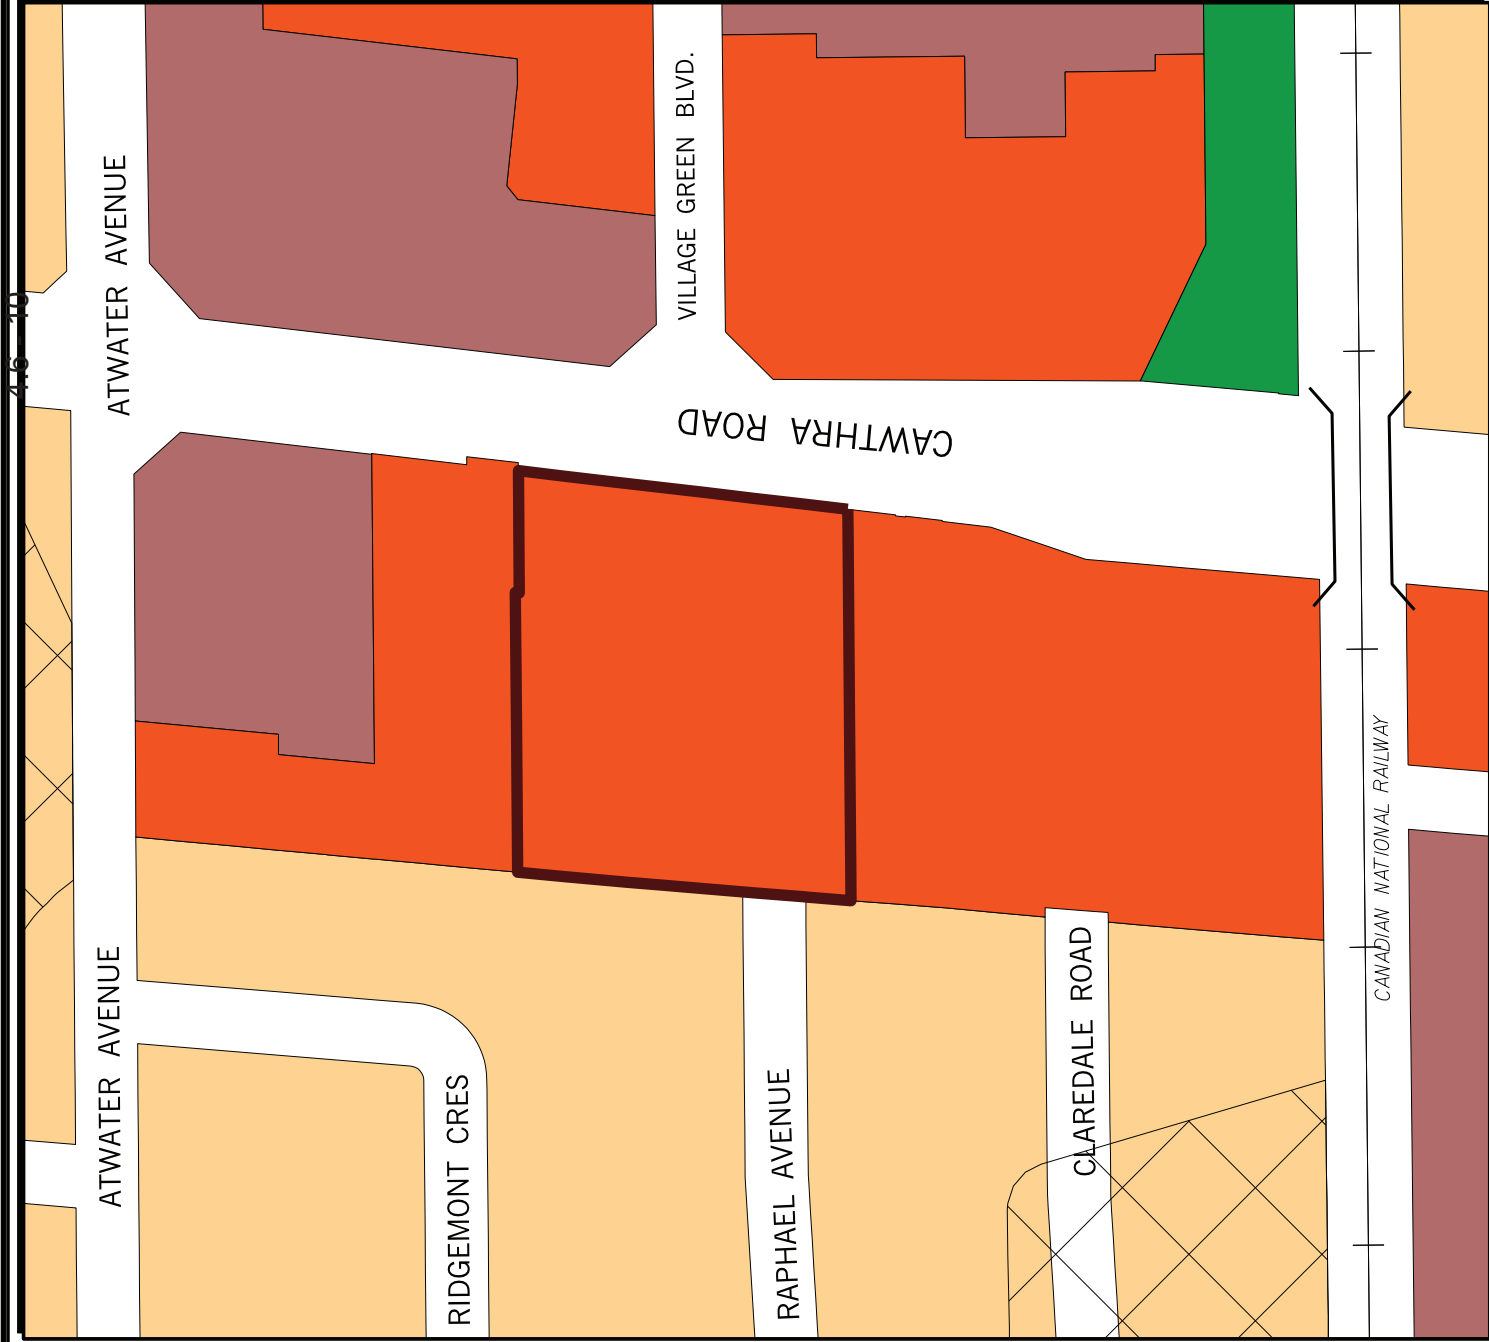 ATWATER AVENUE
VILLAGE GREEN BLVD.
CAWTHRA ROAD
CANADIAN NATIONAL RAILWAY
ATWATER AVENUE
RIDGEMONT CRES
RAPHAEL AVENUE
CLAREDALE ROAD